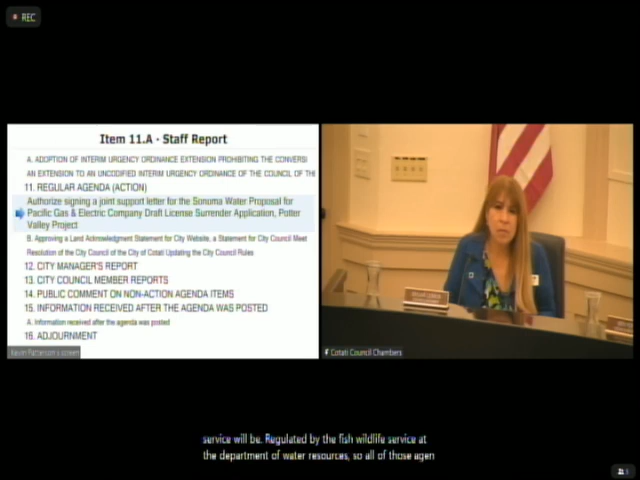 REC
Item 11.A - Staff Report
A. ADOPTION OF INTERIM URGENCY ORDINANCE EXTENSION PROHIBITING THE CONVERSI
AN EXTENSION TO AN UNCODIFIED INTERIM URGENCY ORDINANCE OF THE COUNCIL OF THE
11. REGULAR AGENDA (ACTION)
Authorize signing a joint support letter for the Sonoma Water Proposal for
Pacific Gas & Electric Company Draft License Surrender Application, Potter
Valley Project
B. Approving a Land Acknowledgment Statement for City Website, a Statement for City Council Meet
Resolution of the City Council of the City of Cotati Updating the City Council Rules
12. CITY MANAGER'S REPORT
13. CITY COUNCIL MEMBER REPORTS
14. PUBLIC COMMENT ON NON-ACTION AGENDA ITEMS
15. INFORMATION RECEIVED AFTER THE AGENDA WAS POSTED
A. Information received after the agenda was posted
16. ADJOURNMENT
Kevin Patterson's screen
Cotati Council Chambers
service will be. Regulated by the fish wildlife service at
the department of water resources, so all of those agen